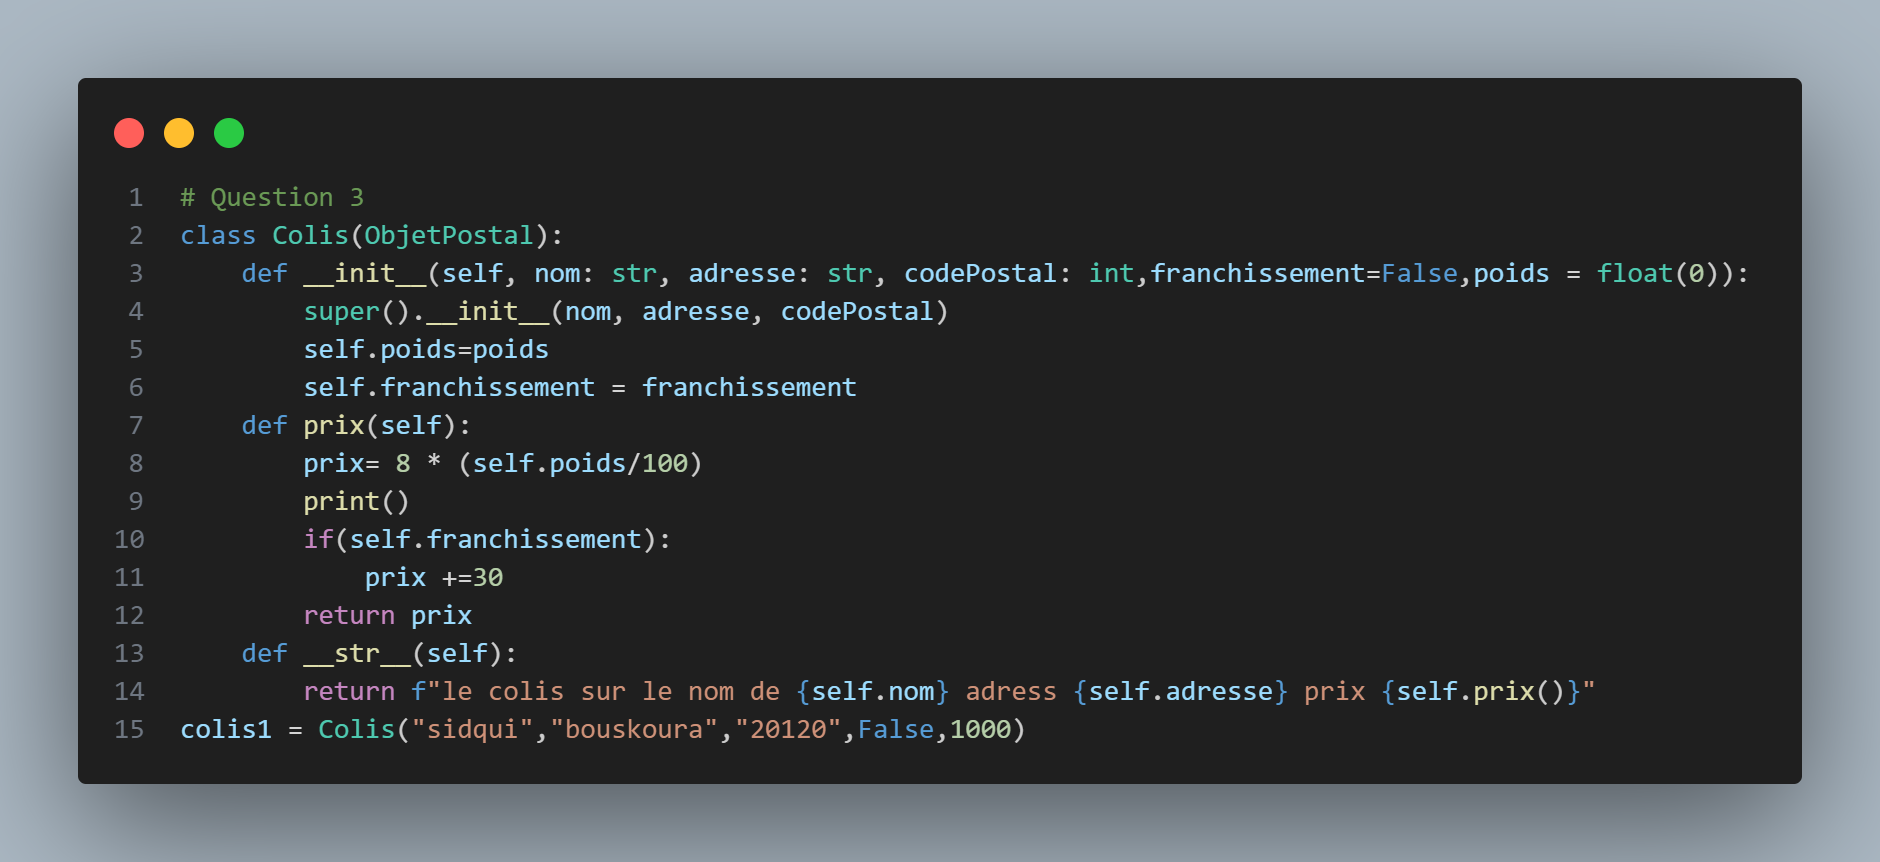 1 # Question 3
2 class Colis(ObjetPostal):
3     def __init__(self, nom: str, adresse: str, codePostal: int,franchissement=False,poids = float(0)):
4         super().__init__(nom, adresse, codePostal)
5         self.poids=poids
6         self.franchissement = franchissement
7     def prix(self):
8         prix= 8 * (self.poids/100)
9         print()
10         if(self.franchissement):
11             prix +=30
12         return prix
13     def __str__(self):
14         return f"le colis sur le nom de {self.nom} adress {self.adresse} prix {self.prix()}"
15 colis1 = Colis("sidqui","bouskoura","20120",False,1000)